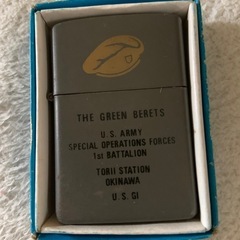 THE GREEN BERETS
U.S. ARMY
SPECIAL OPERATIONS FORCES
1st BATTALION
TORII STATION
OKINAWA
U.S. GI